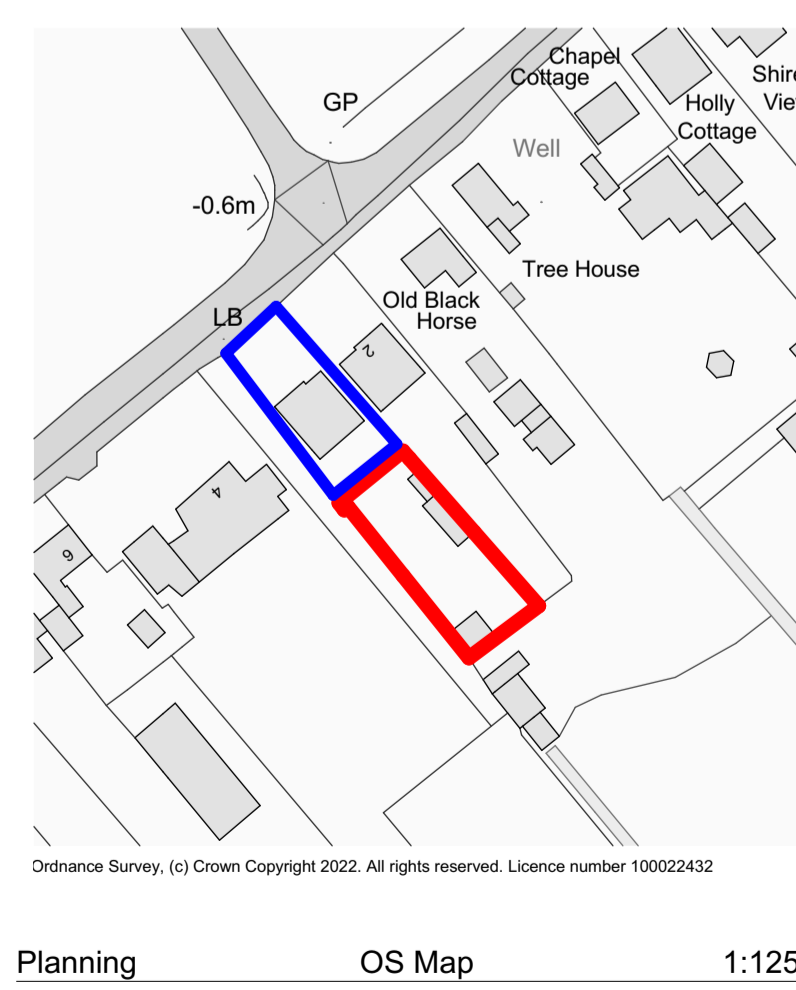 Chapel
Cottage
Shire
View
GP
Holly
Cottage
Well
-0.6m
Tree House
Old Black
Horse
LB
2
4
6
Ordnance Survey, (c) Crown Copyright 2022. All rights reserved. Licence number 100022432
Planning OS Map 1:125